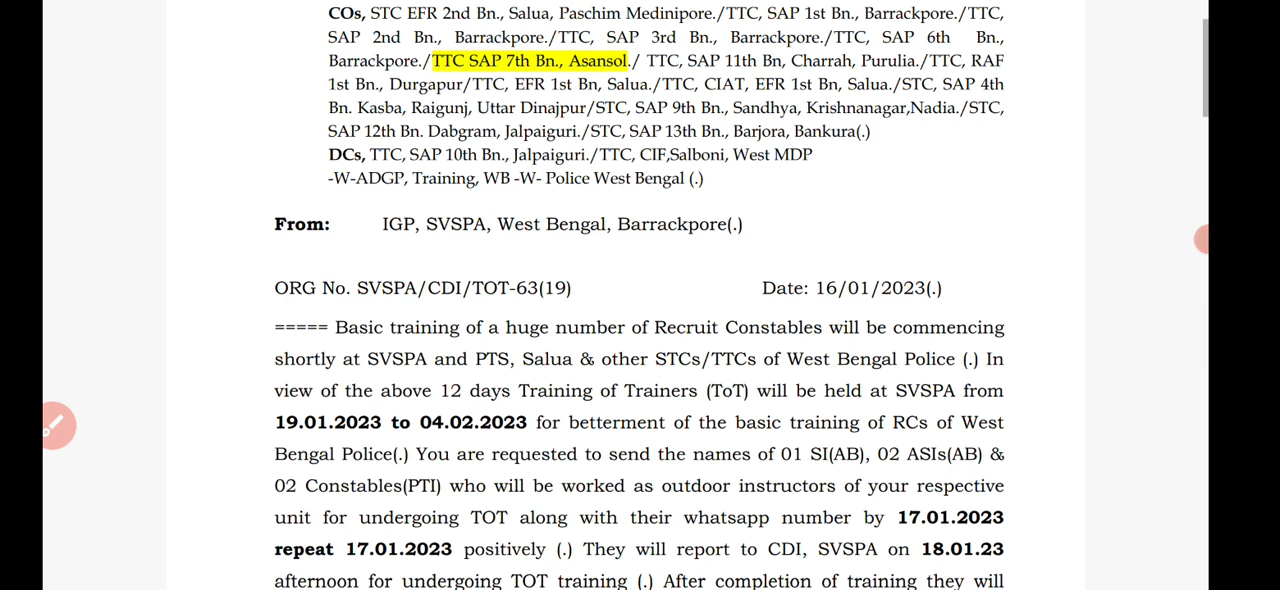 COs, STC EFR 2nd Bn., Salua, Paschim Medinipore./TTC, SAP 1st Bn., Barrackpore./TTC,
SAP 2nd Bn., Barrackpore./TTC, SAP 3rd Bn., Barrackpore./TTC, SAP 6th Bn.,
Barrackpore./TTC SAP 7th Bn., Asansol./ TTC, SAP 11th Bn, Charrah, Purulia./TTC, RAF
1st Bn., Durgapur/TTC, EFR 1st Bn, Salua./TTC, CIAT, EFR 1st Bn, Salua./STC, SAP 4th
Bn. Kasba, Raigunj, Uttar Dinajpur/STC, SAP 9th Bn., Sandhya, Krishnanagar,Nadia./STC,
SAP 12th Bn. Dabgram, Jalpaiguri./STC, SAP 13th Bn., Barjora, Bankura(.)
DCs, TTC, SAP 10th Bn., Jalpaiguri./TTC, CIF,Salboni, West MDP
-W-ADGP, Training, WB -W- Police West Bengal (.)
From: IGP, SVSPA, West Bengal, Barrackpore(.)
ORG No. SVSPA/CDI/TOT-63(19) Date: 16/01/2023(.)
===== Basic training of a huge number of Recruit Constables will be commencing
shortly at SVSPA and PTS, Salua & other STCs/TTCs of West Bengal Police (.) In
view of the above 12 days Training of Trainers (ToT) will be held at SVSPA from
19.01.2023 to 04.02.2023 for betterment of the basic training of RCs of West
Bengal Police(.) You are requested to send the names of 01 SI(AB), 02 ASIs(AB) &
02 Constables(PTI) who will be worked as outdoor instructors of your respective
unit for undergoing TOT along with their whatsapp number by 17.01.2023
repeat 17.01.2023 positively (.) They will report to CDI, SVSPA on 18.01.23
afternoon for undergoing TOT training (.) After completion of training they will